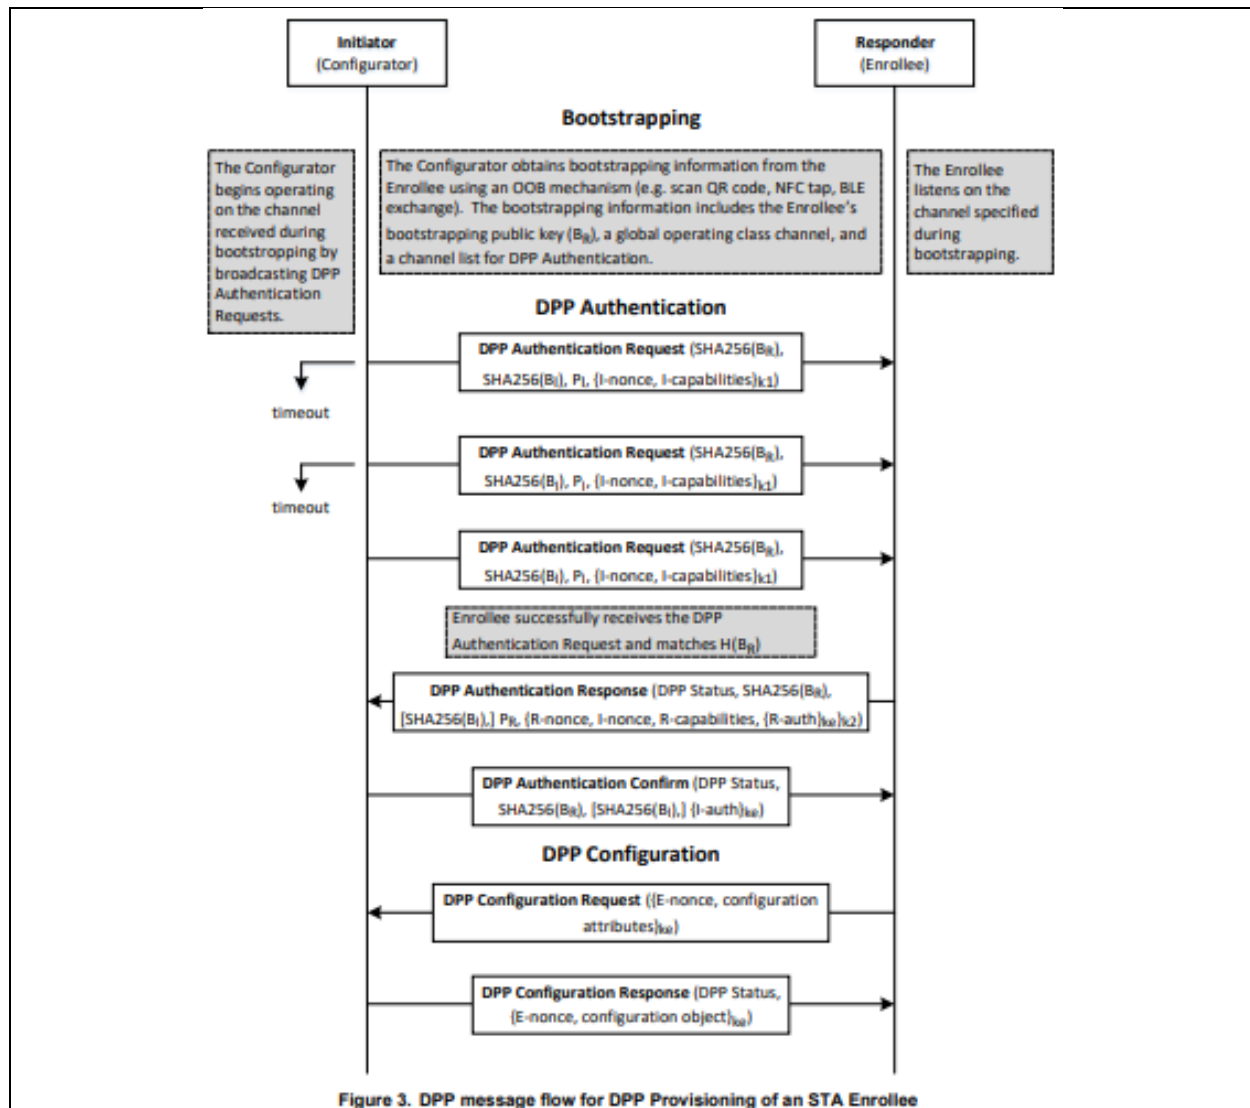 Initiator
(Configurator)
Responder
(Enrollee)
Bootstrapping
The Configurator
begins operating
on the channel
received during
bootstropping by
broadcasting DPP
Authentication
Requests.
The Configurator obtains bootstrapping information from the
Enrollee using an OOB mechanism (e.g. scan QR code, NFC tap, BLE
exchange). The bootstrapping information includes the Enrollee's
bootstrapping public key (BR), a global operating class channel, and
a channel list for DPP Authentication.
The Enrollee
listens on the
channel specified
during
bootstrapping.
DPP Authentication
DPP Authentication Request (SHA256(BR),
SHA256(BI), PI, {I-nonce, I-capabilities}k1)
timeout
DPP Authentication Request (SHA256(BR),
SHA256(BI), PI, {I-nonce, I-capabilities}k1)
timeout
DPP Authentication Request (SHA256(BR),
SHA256(BI), PI, {I-nonce, I-capabilities}k1)
Enrollee successfully receives the DPP
Authentication Request and matches H(BR)
DPP Authentication Response (DPP Status, SHA256(BR),
[SHA256(BI),] PR, {R-nonce, I-nonce, R-capabilities, {R-auth}ke}k2)
DPP Authentication Confirm (DPP Status,
SHA256(BR), [SHA256(BI),] {I-auth}ke)
DPP Configuration
DPP Configuration Request ({E-nonce, configuration
attributes}ke)
DPP Configuration Response (DPP Status,
{E-nonce, configuration object}ke)
Figure 3. DPP message flow for DPP Provisioning of an STA Enrollee